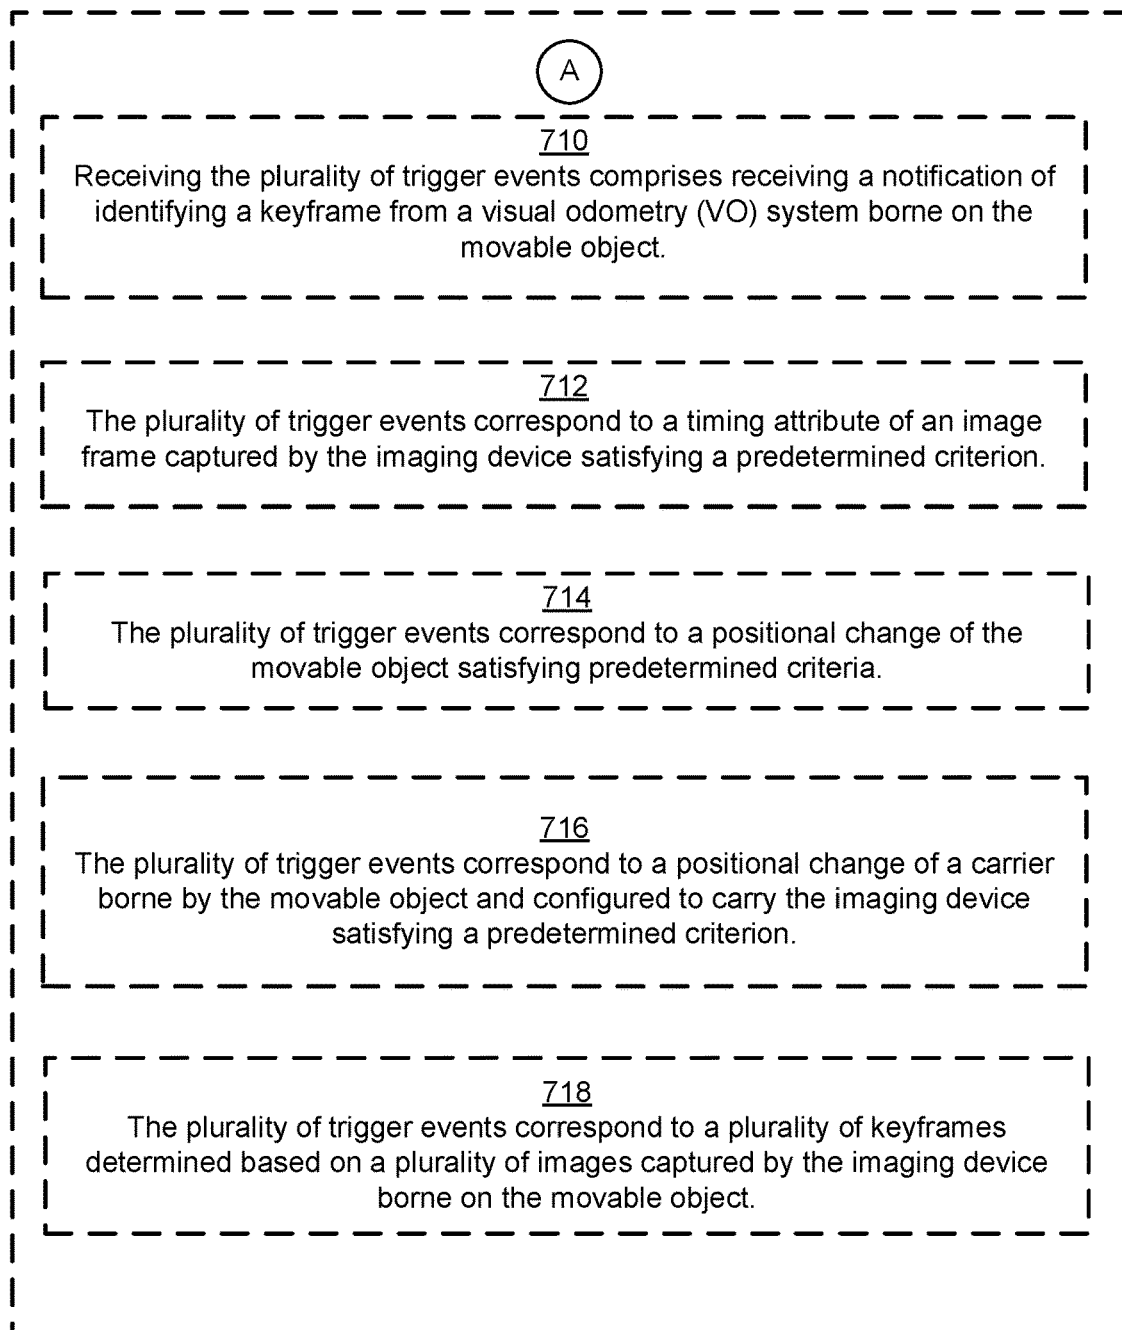 A
710
Receiving the plurality of trigger events comprises receiving a notification of
identifying a keyframe from a visual odometry (VO) system borne on the
movable object.
712
The plurality of trigger events correspond to a timing attribute of an image
frame captured by the imaging device satisfying a predetermined criterion.
714
The plurality of trigger events correspond to a positional change of the
movable object satisfying predetermined criteria.
716
The plurality of trigger events correspond to a positional change of a carrier
borne by the movable object and configured to carry the imaging device
satisfying a predetermined criterion.
718
The plurality of trigger events correspond to a plurality of keyframes
determined based on a plurality of images captured by the imaging device
borne on the movable object.